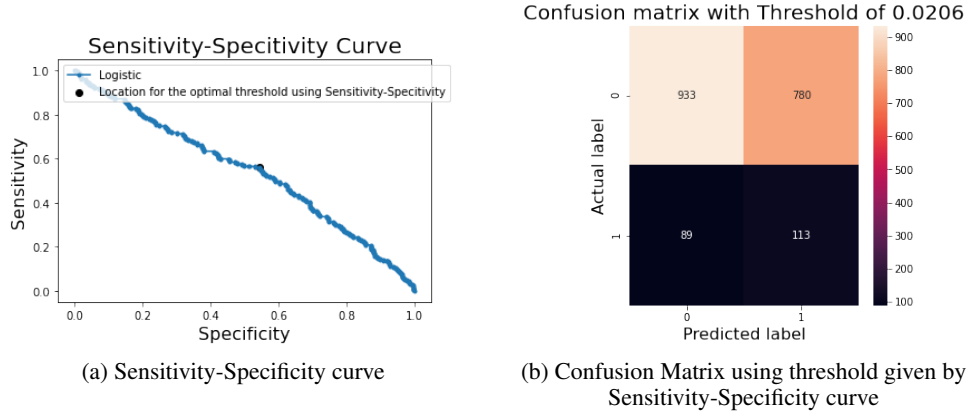 Sensitivity-Specitivity Curve
1.0
0.8
0.6
0.4
0.2
0.0
Sensitivity
Logistic
Location for the optimal threshold using Sensitivity-Specitivity
0.0 0.2 0.4 0.6 0.8 1.0
Specificity
(a) Sensitivity-Specificity curve
Confusion matrix with Threshold of 0.0206
Actual label
0
1
933 780
89 113
0 1
Predicted label
900
800
700
600
500
400
300
200
100
(b) Confusion Matrix using threshold given by
Sensitivity-Specificity curve